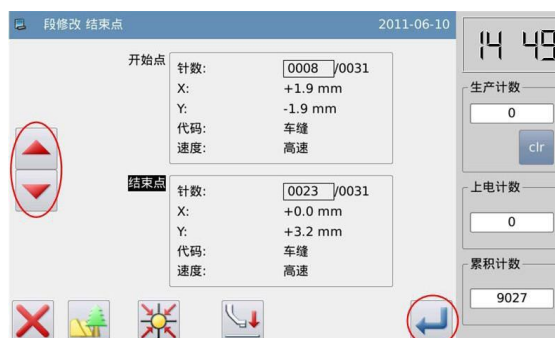 段修改 结束点 2011-06-10
14 49
开始点
针数: 0008 /0031
X: +1.9 mm
Y: -1.9 mm
代码: 车缝
速度: 高速
结束点
针数: 0023 /0031
X: +0.0 mm
Y: +3.2 mm
代码: 车缝
速度: 高速
生产计数
0
clr
上电计数
0
累积计数
9027